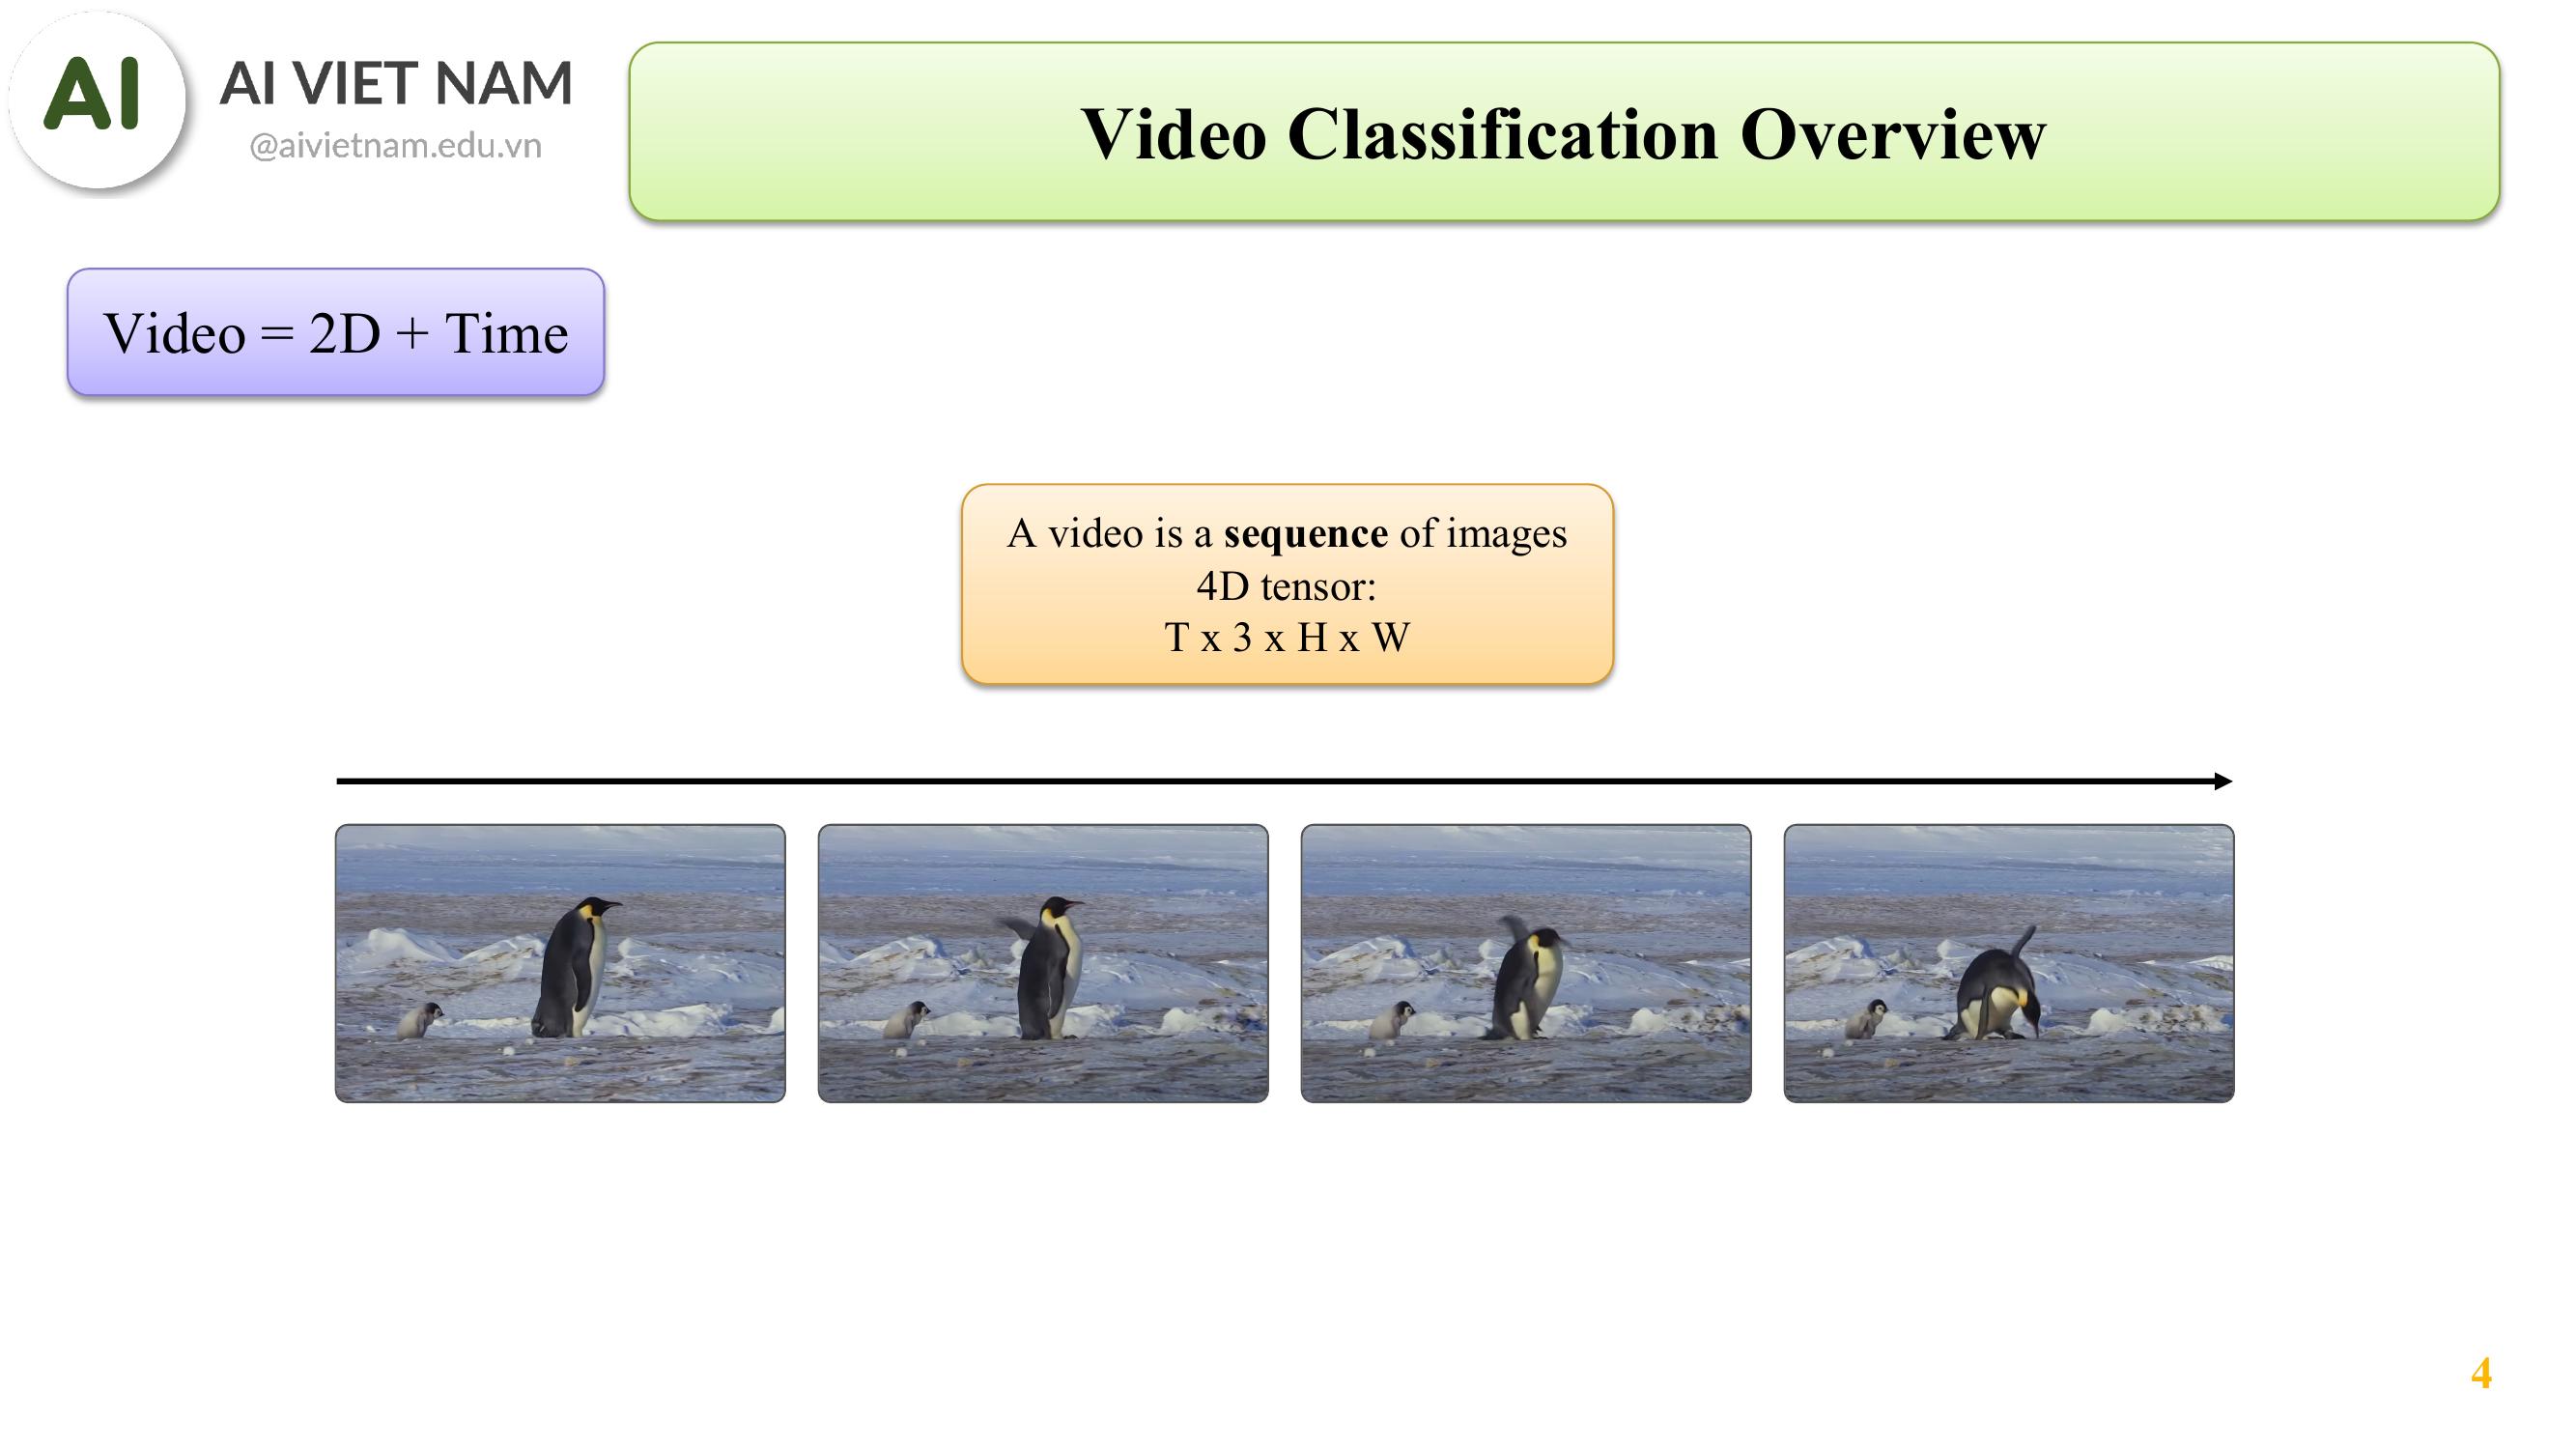 AI
AI VIET NAM
@aivietnam.edu.vn
Video Classification Overview
Video = 2D + Time
A video is a sequence of images
4D tensor:
T x 3 x H x W
4